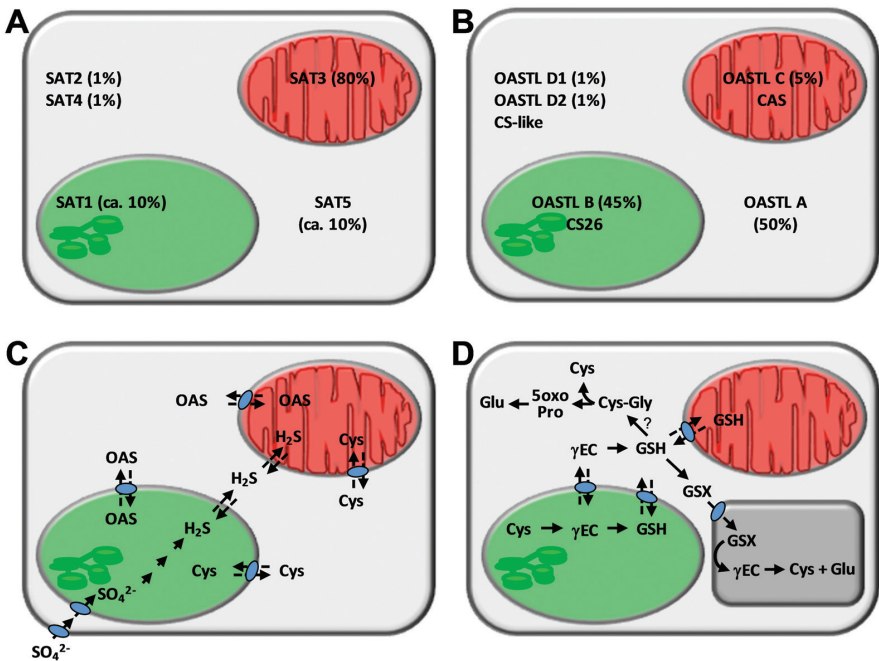 A
SAT2 (1%)
SAT4 (1%)
SAT3 (80%)
SAT1 (ca. 10%)
SAT5
(ca. 10%)
B
OASTL D1 (1%)
OASTL D2 (1%)
CS-like
OASTL C (5%)
CAS
OASTL B (45%)
CS26
OASTL A
(50%)
C
OAS
OAS
H₂S
Cys
Cys
H₂S
OAS
OAS
H₂S
Cys
Cys
SO₄²⁻
SO₄²⁻
D
Cys
Glu
5oxo
Pro
Cys-Gly
?
GSH
γEC
GSH
GSX
Cys
γEC
GSH
GSX
γEC
Cys + Glu